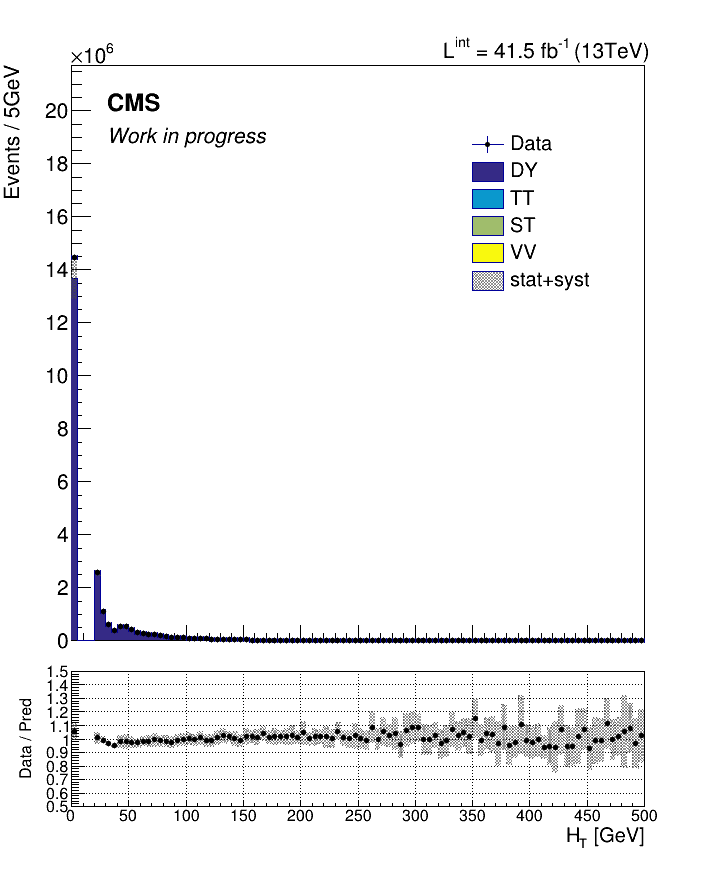 ×10⁶
L^int = 41.5 fb⁻¹ (13TeV)
Events / 5GeV
CMS
Work in progress
Data
DY
TT
ST
VV
stat+syst
20
18
16
14
12
10
8
6
4
2
0
Data / Pred
1.5
1.4
1.3
1.2
1.1
1
0.9
0.8
0.7
0.6
0.5
0 50 100 150 200 250 300 350 400 450 500
H_T [GeV]